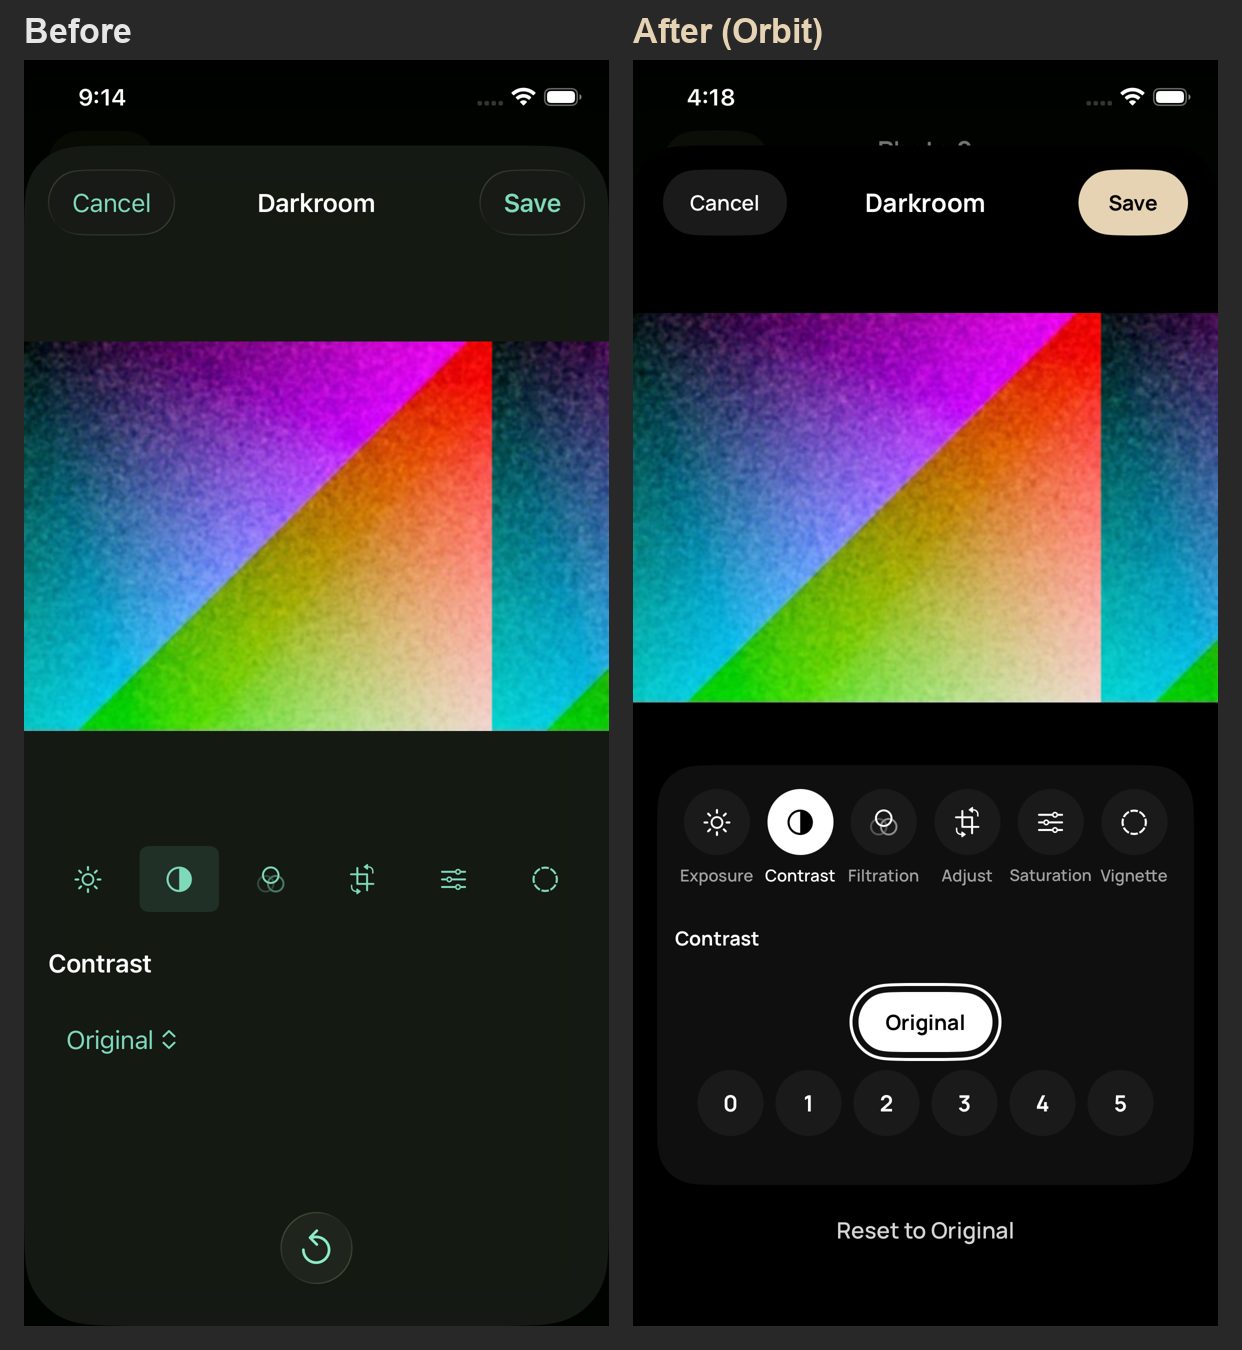 Before
9:14
Cancel
Darkroom
Save
Contrast
Original
After (Orbit)
4:18
Cancel
Darkroom
Save
Exposure Contrast Filtration Adjust Saturation Vignette
Contrast
Original
0 1 2 3 4 5
Reset to Original